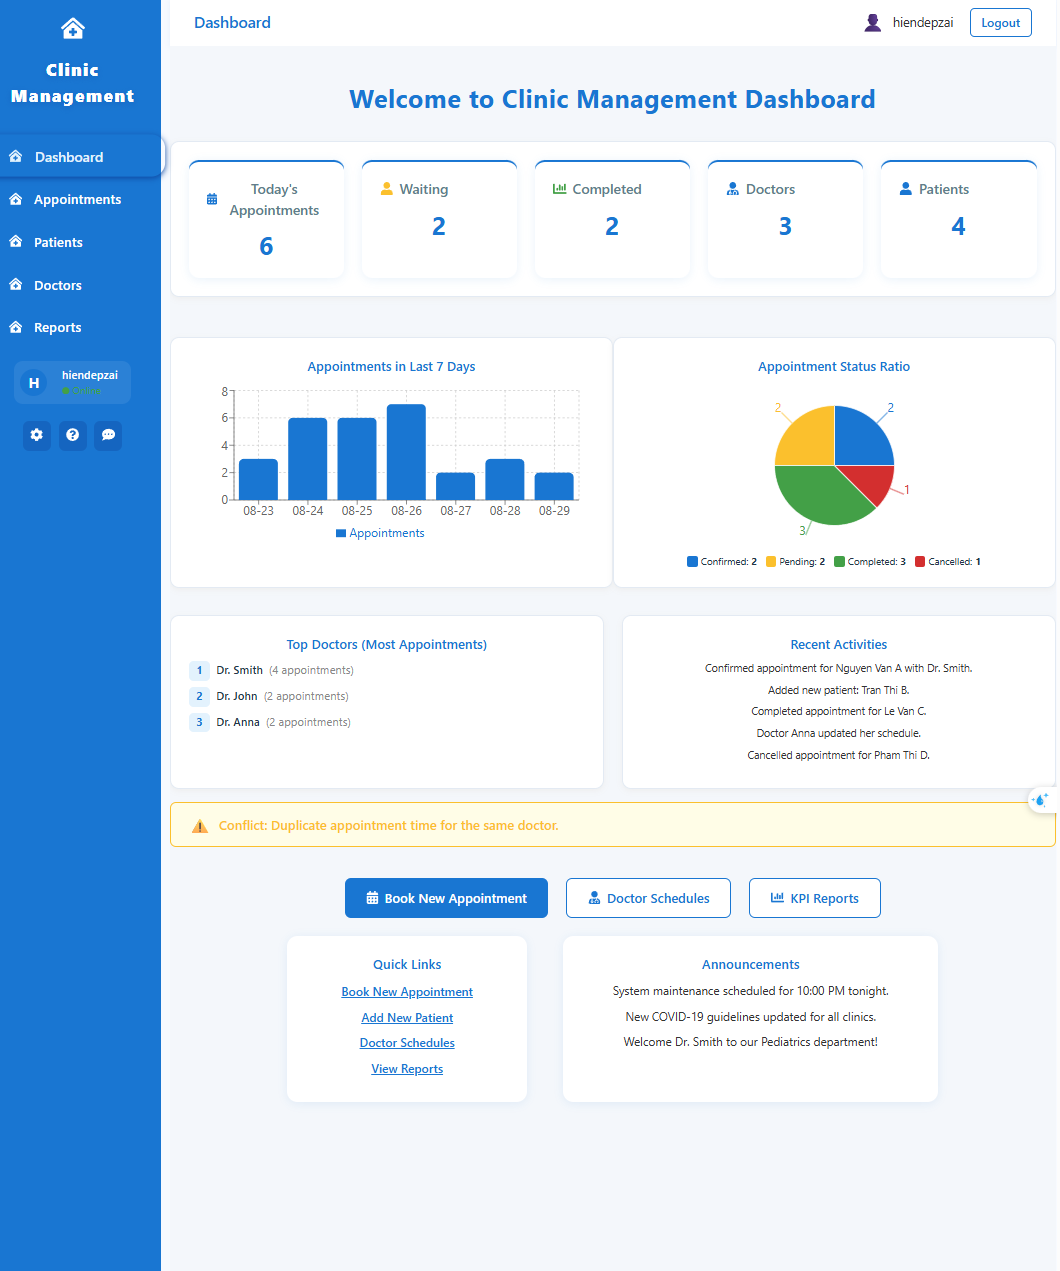 Clinic
Management
Dashboard
Appointments
Patients
Doctors
Reports
H
hiendepzai
Online
Dashboard
hiendepzai
Logout
Welcome to Clinic Management Dashboard
Today's
Appointments
6
Waiting
2
Completed
2
Doctors
3
Patients
4
Appointments in Last 7 Days
8
6
4
2
0
08-23 08-24 08-25 08-26 08-27 08-28 08-29
Appointments
Appointment Status Ratio
2
2
1
3
Confirmed: 2 Pending: 2 Completed: 3 Cancelled: 1
Top Doctors (Most Appointments)
1 Dr. Smith (4 appointments)
2 Dr. John (2 appointments)
3 Dr. Anna (2 appointments)
Recent Activities
Confirmed appointment for Nguyen Van A with Dr. Smith.
Added new patient: Tran Thi B.
Completed appointment for Le Van C.
Doctor Anna updated her schedule.
Cancelled appointment for Pham Thi D.
Conflict: Duplicate appointment time for the same doctor.
Book New Appointment
Doctor Schedules
KPI Reports
Quick Links
Book New Appointment
Add New Patient
Doctor Schedules
View Reports
Announcements
System maintenance scheduled for 10:00 PM tonight.
New COVID-19 guidelines updated for all clinics.
Welcome Dr. Smith to our Pediatrics department!